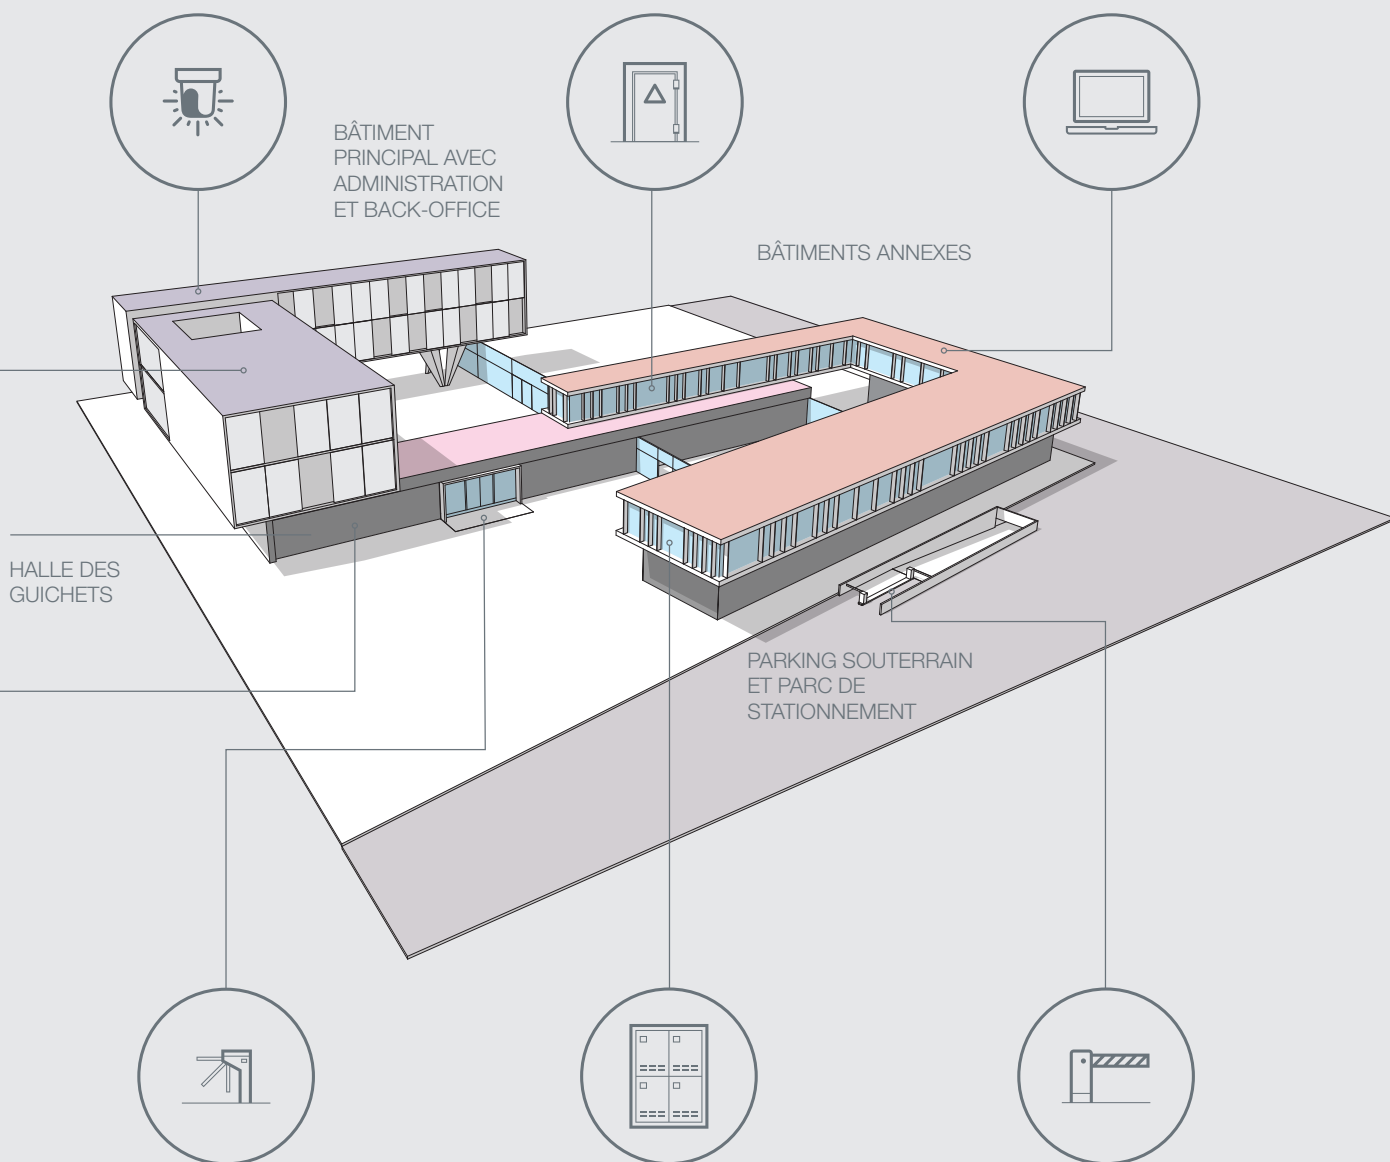 BÂTIMENT
PRINCIPAL AVEC
ADMINISTRATION
ET BACK-OFFICE
BÂTIMENTS ANNEXES
HALLE DES
GUICHETS
PARKING SOUTERRAIN
ET PARC DE
STATIONNEMENT